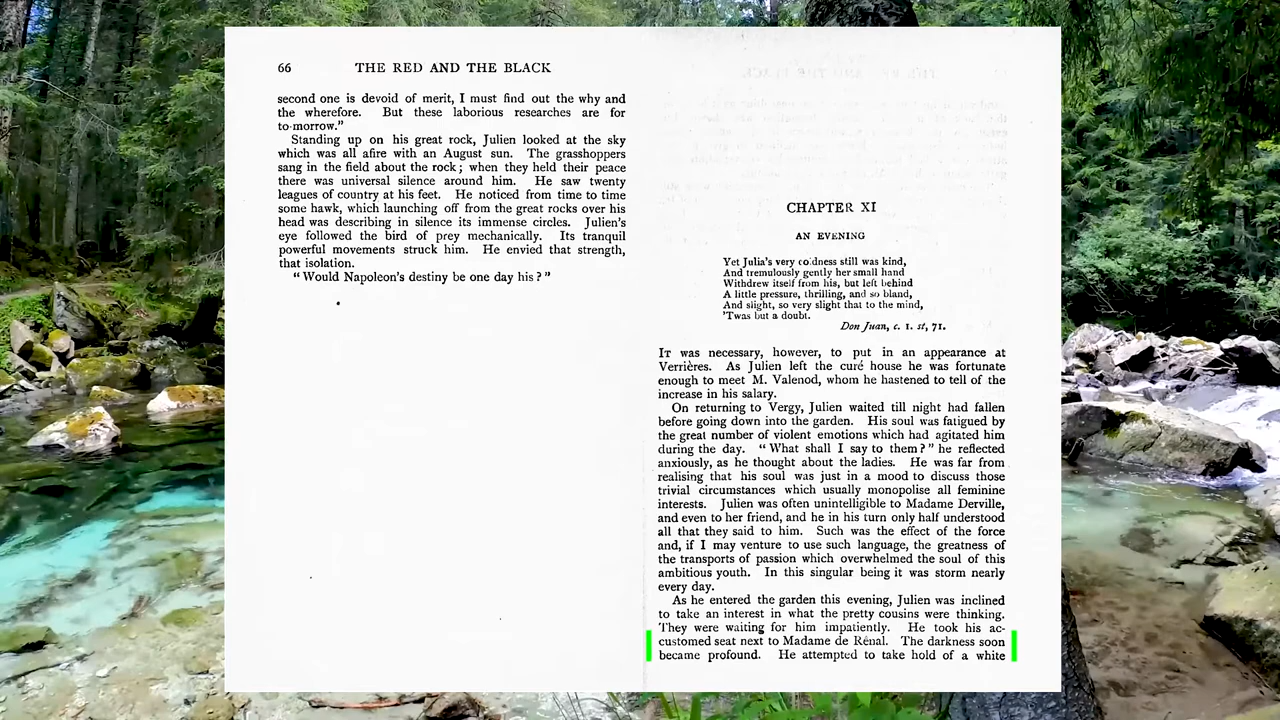 66 THE RED AND THE BLACK
second one is devoid of merit, I must find out the why and
the wherefore. But these laborious researches are for
to-morrow."
Standing up on his great rock, Julien looked at the sky
which was all afire with an August sun. The grasshoppers
sang in the field about the rock; when they held their peace
there was universal silence around him. He saw twenty
leagues of country at his feet. He noticed from time to time
some hawk, which launching off from the great rocks over his
head was describing in silence its immense circles. Julien's
eye followed the bird of prey mechanically. Its tranquil
powerful movements struck him. He envied that strength,
that isolation.
"Would Napoleon's destiny be one day his?"
CHAPTER XI
AN EVENING
Yet Julia's very coldness still was kind,
And tremulously gently her small hand
Withdrew itself from his, but left behind
A little pressure, thrilling, and so bland,
And slight, so very slight that to the mind,
'Twas but a doubt.
Don Juan, c. 1. st, 71.
IT was necessary, however, to put in an appearance at
Verrières. As Julien left the curé house he was fortunate
enough to meet M. Valenod, whom he hastened to tell of the
increase in his salary.
On returning to Vergy, Julien waited till night had fallen
before going down into the garden. His soul was fatigued by
the great number of violent emotions which had agitated him
during the day. "What shall I say to them?" he reflected
anxiously, as he thought about the ladies. He was far from
realising that his soul was just in a mood to discuss those
trivial circumstances which usually monopolise all feminine
interests. Julien was often unintelligible to Madame Derville,
and even to her friend, and he in his turn only half understood
all that they said to him. Such was the effect of the force
and, if I may venture to use such language, the greatness of
the transports of passion which overwhelmed the soul of this
ambitious youth. In this singular being it was storm nearly
every day.
As he entered the garden this evening, Julien was inclined
to take an interest in what the pretty cousins were thinking.
They were waiting for him impatiently. He took his ac-
customed seat next to Madame de Rênal. The darkness soon
became profound. He attempted to take hold of a white